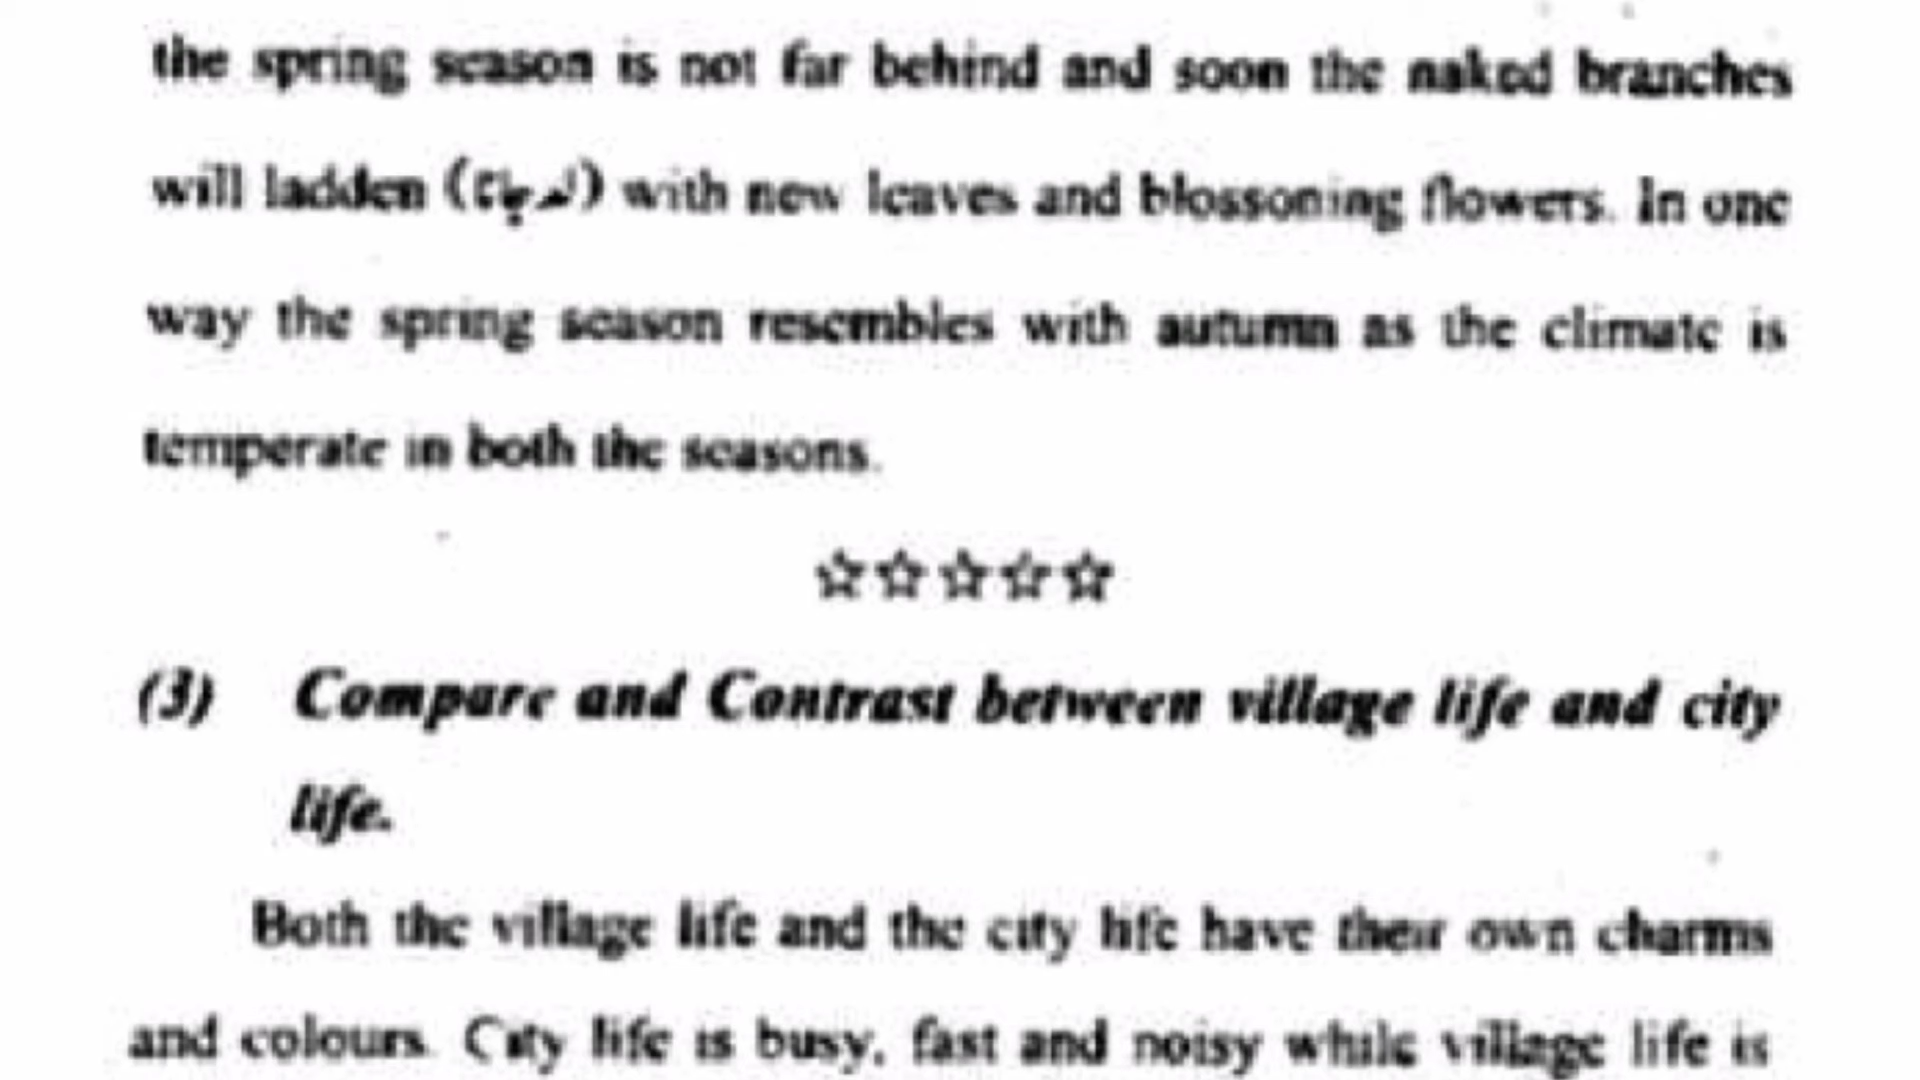 the spring season is not far behind and soon the naked branches
will ladden (لد جانا) with new leaves and blossoning flowers. In one
way the spring season resembles with autumn as the climate is
temperate in both the seasons.
☆☆☆☆☆
(3) Compare and Contrast between village life and city
life.
Both the village life and the city life have their own charms
and colours. City life is busy, fast and noisy while village life is